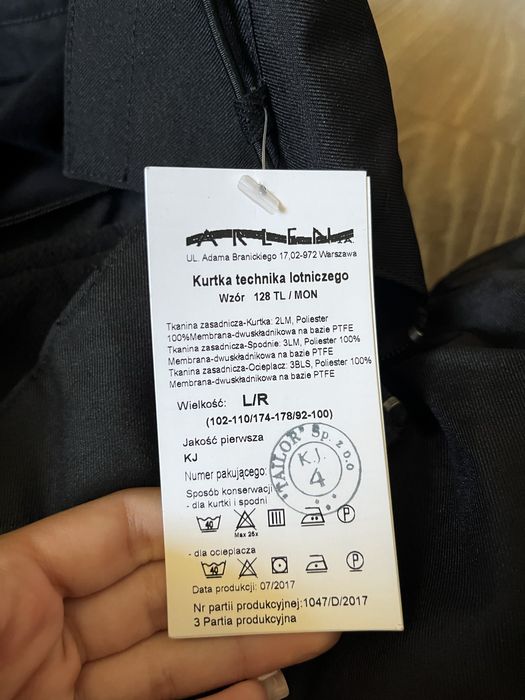 ARLEN S.A.
UL. Adama Branickiego 17,02-972 Warszawa
Kurtka technika lotniczego
Wzór 128 TL / MON
Tkanina zasadnicza-Kurtka: 2LM, Poliester
100%Membrana-dwuskładnikowa na bazie PTFE
Tkanina zasadnicza-Spodnie: 3LM, Poliester 100%
Membrana-dwuskładnikowa na bazie PTFE
Tkanina zasadnicza-Ocieplacz: 3BLS, Poliester 100%
Membrana-dwuskładnikowa na bazie PTFE
Wielkość: L/R
(102-110/174-178/92-100)
Jakość pierwsza
KJ
Numer pakującego:
"TAILOR" Sp. z o.o
K.J.
4
Sposób konserwacji
- dla kurtki i spodni
40
P
Max 25x
- dla ocieplacza
40
P
Data produkcji: 07/2017
Nr partii produkcyjnej:1047/D/2017
3 Partia produkcyjna